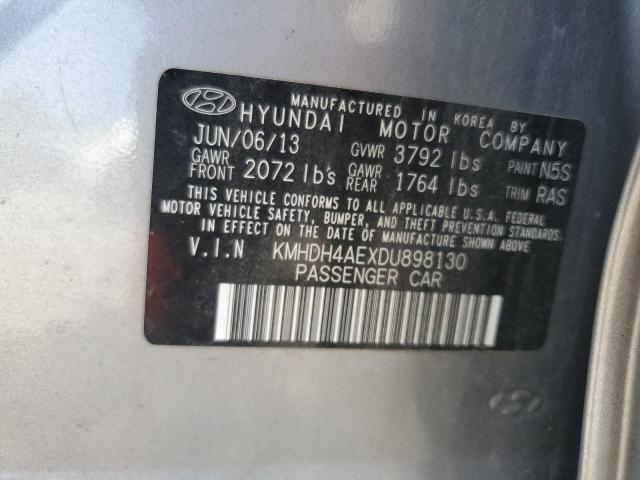 MANUFACTURED IN KOREA BY
HYUNDAI MOTOR COMPANY
JUN/06/13 GVWR 3792 lbs PAINT N5S
GAWR FRONT 2072 lbs GAWR REAR 1764 lbs TRIM RAS
THIS VEHICLE CONFORMS TO ALL APPLICABLE U.S.A. FEDERAL
MOTOR VEHICLE SAFETY, BUMPER, AND THEFT PREVENTION STANDARDS
IN EFFECT ON THE DATE OF MANUFACTURE SHOWN ABOVE.
V.I.N KMHDH4AEXDU898130
PASSENGER CAR